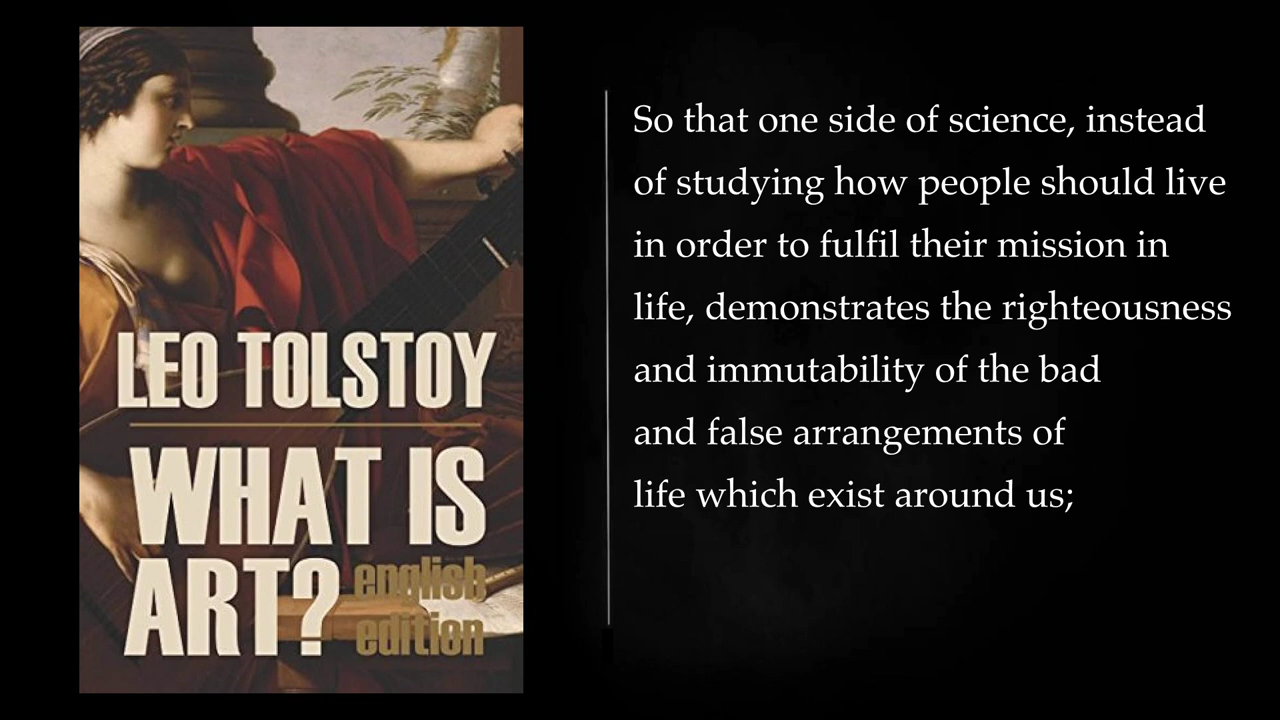 LEO TOLSTOY
WHAT IS
ART?
english
edition
So that one side of science, instead
of studying how people should live
in order to fulfil their mission in
life, demonstrates the righteousness
and immutability of the bad
and false arrangements of
life which exist around us;